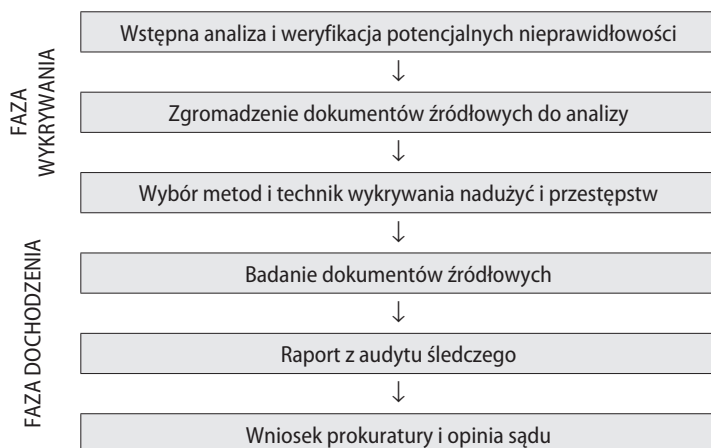 FAZA
WYKRYWANIA
Wstępna analiza i weryfikacja potencjalnych nieprawidłowości
↓
Zgromadzenie dokumentów źródłowych do analizy
↓
Wybór metod i technik wykrywania nadużyć i przestępstw
↓
FAZA DOCHODZENIA
Badanie dokumentów źródłowych
↓
Raport z audytu śledczego
↓
Wniosek prokuratury i opinia sądu